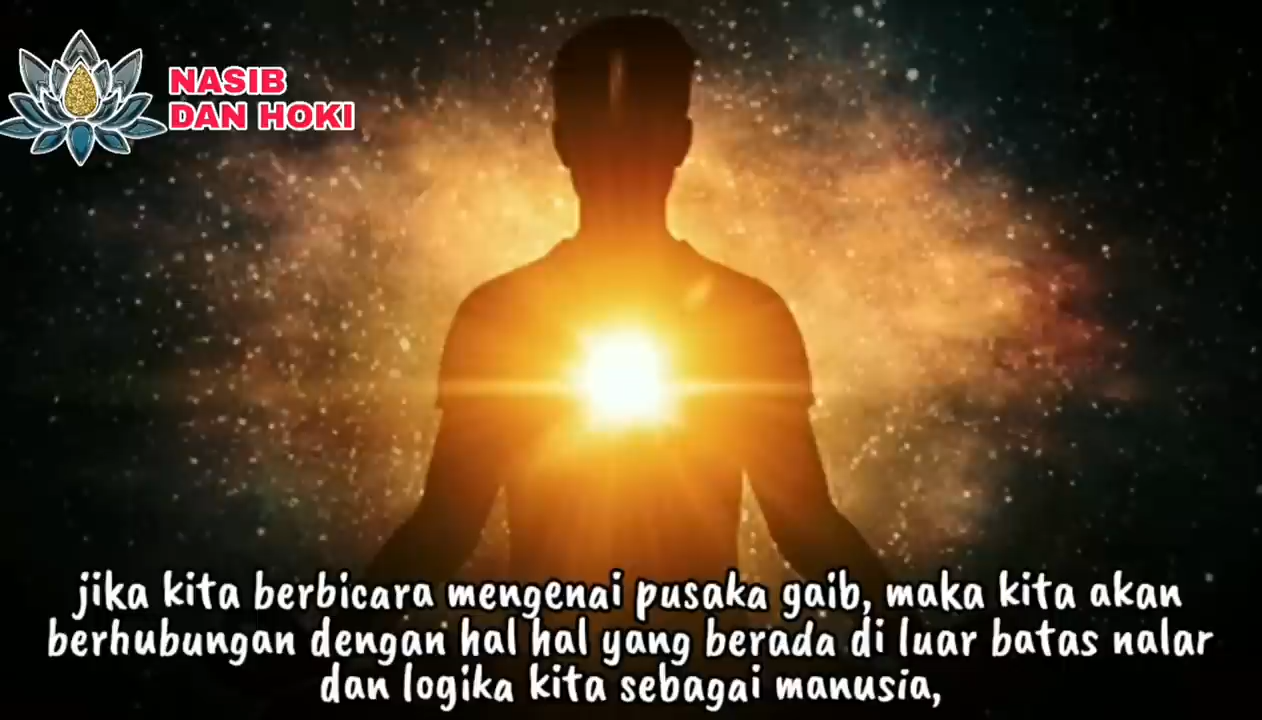 NASIB
DAN HOKI
jika kita berbicara mengenai pusaka gaib, maka kita akan
berhubungan dengan hal hal yang berada di luar batas nalar
dan logika kita sebagai manusia,